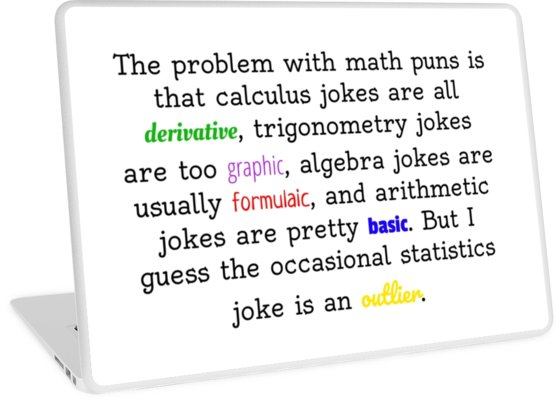 The problem with math puns is
that calculus jokes are all
derivative, trigonometry jokes
are too graphic, algebra jokes are
usually formulaic, and arithmetic
jokes are pretty basic. But I
guess the occasional statistics
joke is an outlier.